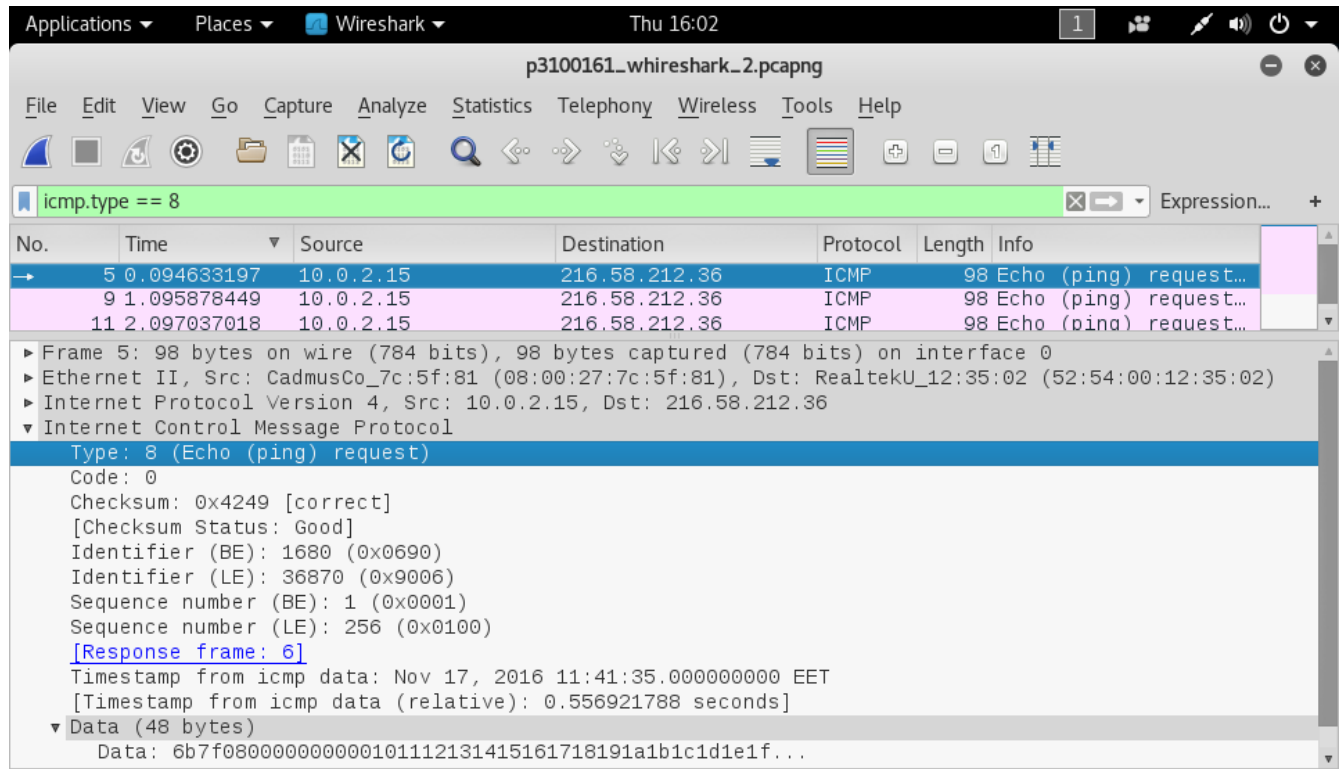 Applications Places Wireshark Thu 16:02 1
p3100161_whireshark_2.pcapng
File Edit View Go Capture Analyze Statistics Telephony Wireless Tools Help
icmp.type == 8 Expression... +
No. Time Source Destination Protocol Length Info
5 0.094633197 10.0.2.15 216.58.212.36 ICMP 98 Echo (ping) request…
9 1.095878449 10.0.2.15 216.58.212.36 ICMP 98 Echo (ping) request…
11 2.097037018 10.0.2.15 216.58.212.36 ICMP 98 Echo (ping) request…
Frame 5: 98 bytes on wire (784 bits), 98 bytes captured (784 bits) on interface 0
Ethernet II, Src: CadmusCo_7c:5f:81 (08:00:27:7c:5f:81), Dst: RealtekU_12:35:02 (52:54:00:12:35:02)
Internet Protocol Version 4, Src: 10.0.2.15, Dst: 216.58.212.36
Internet Control Message Protocol
Type: 8 (Echo (ping) request)
Code: 0
Checksum: 0x4249 [correct]
[Checksum Status: Good]
Identifier (BE): 1680 (0x0690)
Identifier (LE): 36870 (0x9006)
Sequence number (BE): 1 (0x0001)
Sequence number (LE): 256 (0x0100)
[Response frame: 6]
Timestamp from icmp data: Nov 17, 2016 11:41:35.000000000 EET
[Timestamp from icmp data (relative): 0.556921788 seconds]
Data (48 bytes)
Data: 6b7f080000000000101112131415161718191a1b1c1d1e1f...